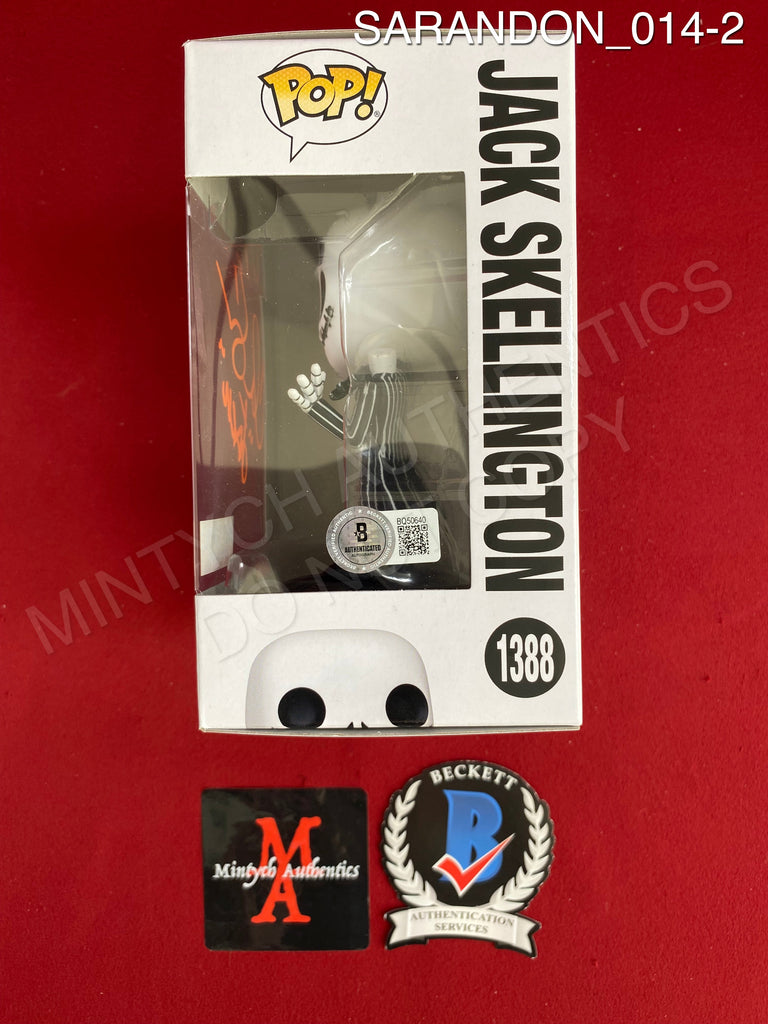 SARANDON_014-2
POP!
JACK SKELLINGTON
1388
BQ50640
B
AUTHENTICATED
AUTOGRAPH
MINTYCH AUTHENTICS
DO NOT COPY
MA
Mintych Authentics
BECKETT
B
AUTHENTICATION
SERVICES